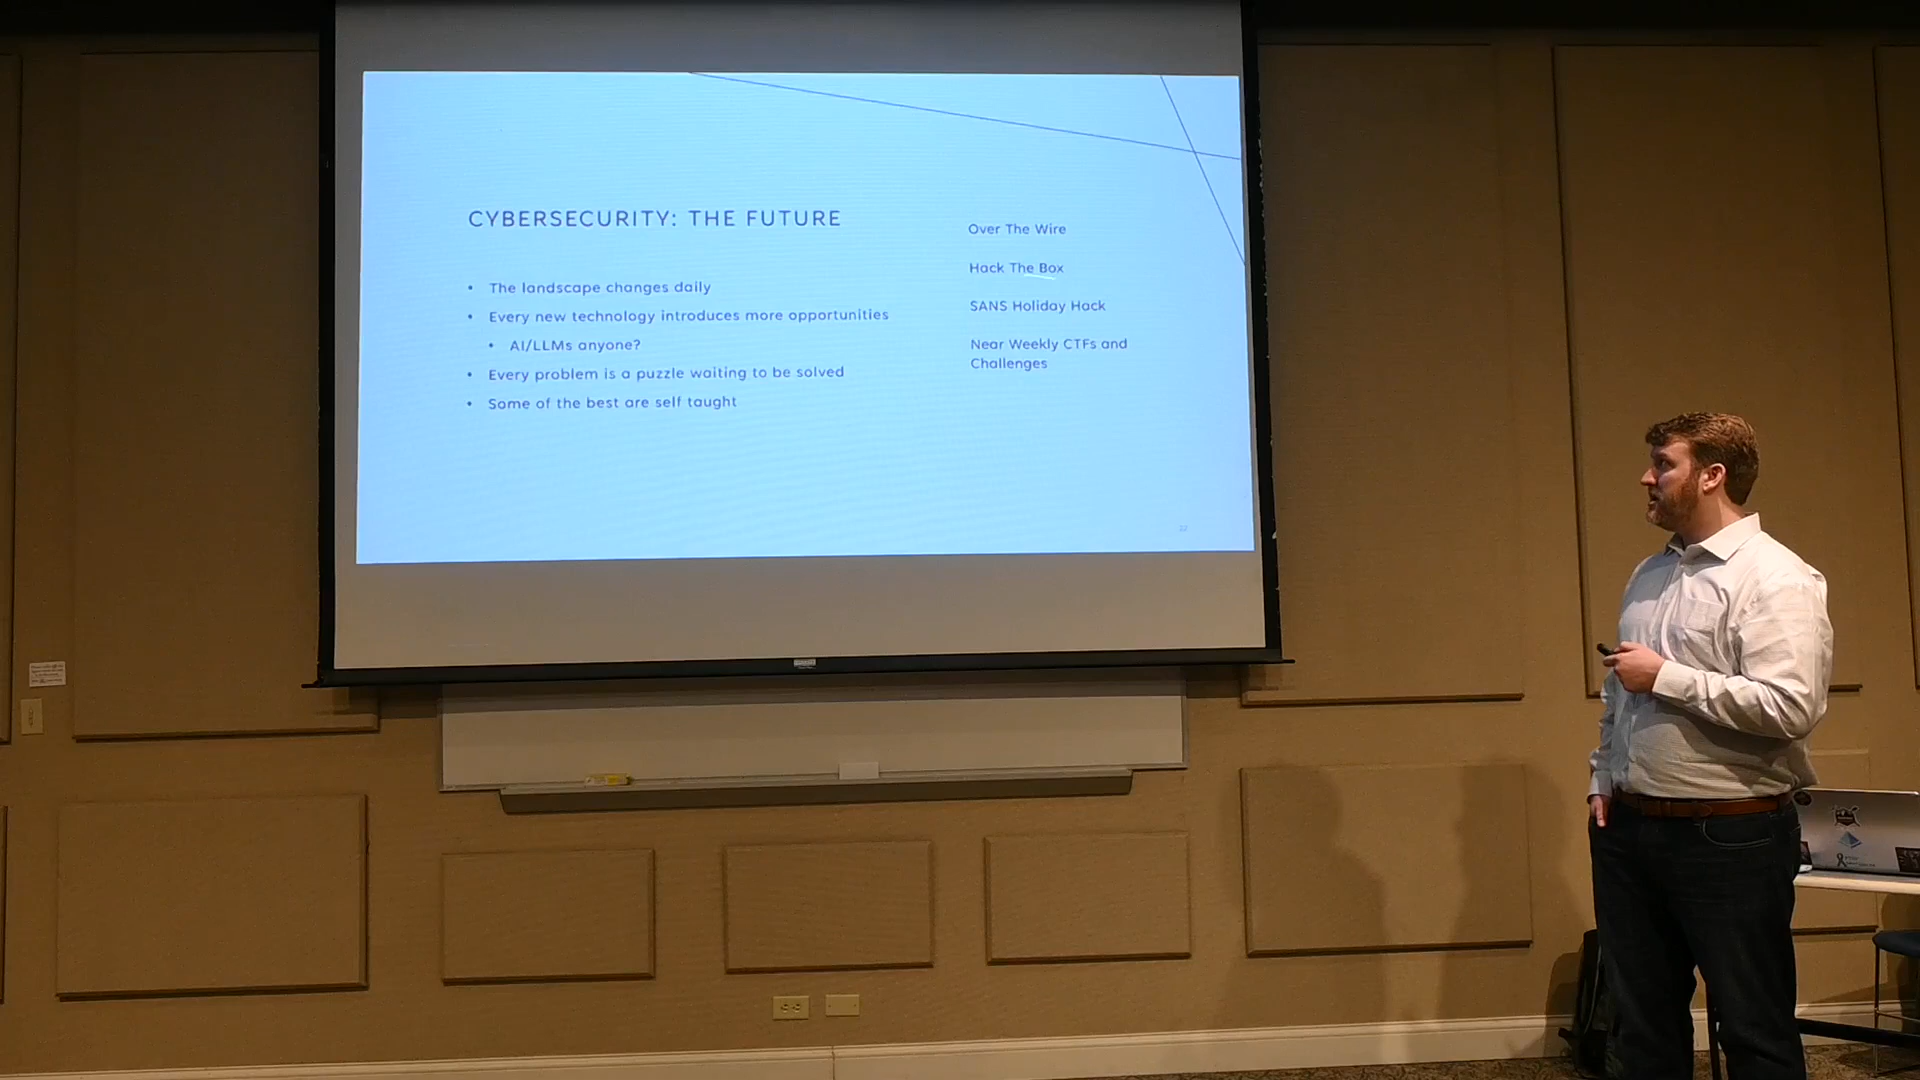 CYBERSECURITY: THE FUTURE
• The landscape changes daily
• Every new technology introduces more opportunities
• AI/LLMs anyone?
• Every problem is a puzzle waiting to be solved
• Some of the best are self taught
Over The Wire
Hack The Box
SANS Holiday Hack
Near Weekly CTFs and
Challenges